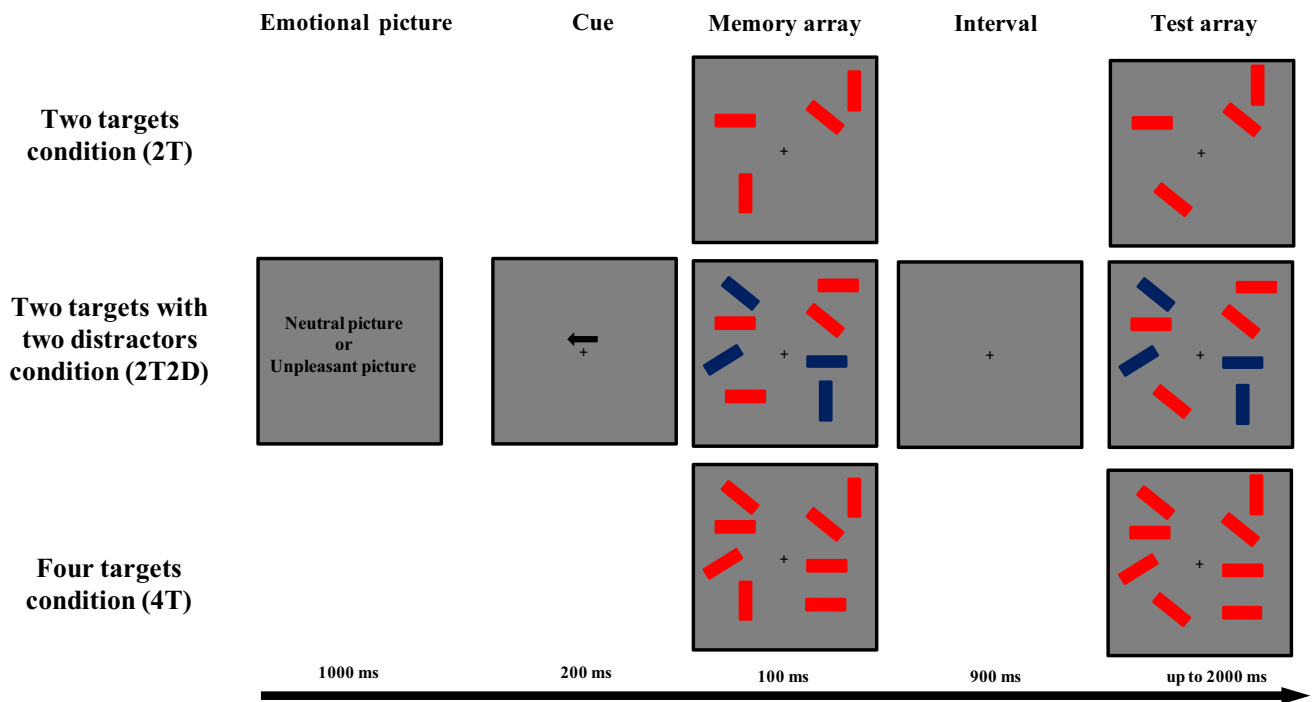 Emotional picture
Cue
Memory array
Interval
Test array
Two targets
condition (2T)
Two targets with
two distractors
condition (2T2D)
Neutral picture
or
Unpleasant picture
+
+
+
+
+
+
+
+
Four targets
condition (4T)
1000 ms
200 ms
100 ms
900 ms
up to 2000 ms